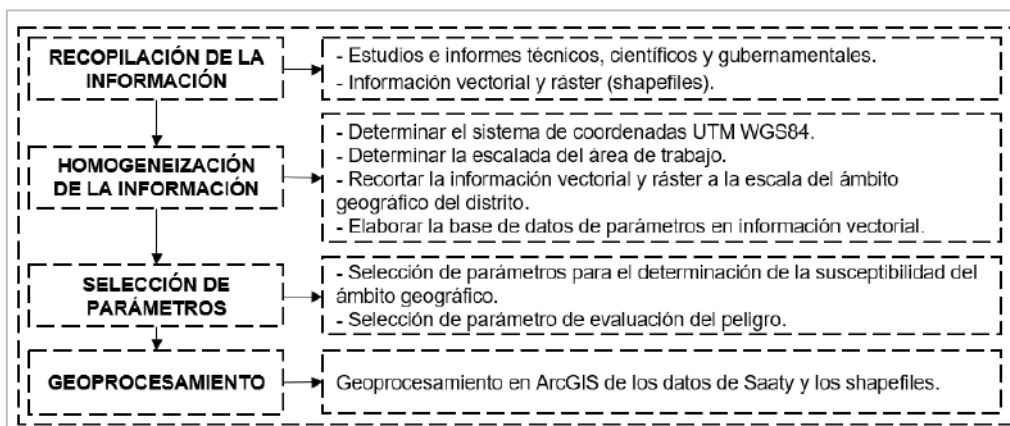 RECOPILACIÓN DE LA
INFORMACIÓN
- Estudios e informes técnicos, científicos y gubernamentales.
- Información vectorial y ráster (shapefiles).
HOMOGENEIZACIÓN
DE LA INFORMACIÓN
- Determinar el sistema de coordenadas UTM WGS84.
- Determinar la escalada del área de trabajo.
- Recortar la información vectorial y ráster a la escala del ámbito
geográfico del distrito.
- Elaborar la base de datos de parámetros en información vectorial.
SELECCIÓN DE
PARÁMETROS
- Selección de parámetros para el determinación de la susceptibilidad del
ámbito geográfico.
- Selección de parámetro de evaluación del peligro.
GEOPROCESAMIENTO
Geoprocesamiento en ArcGIS de los datos de Saaty y los shapefiles.